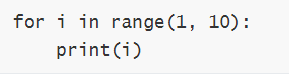 for i in range(1, 10):
    print(i)